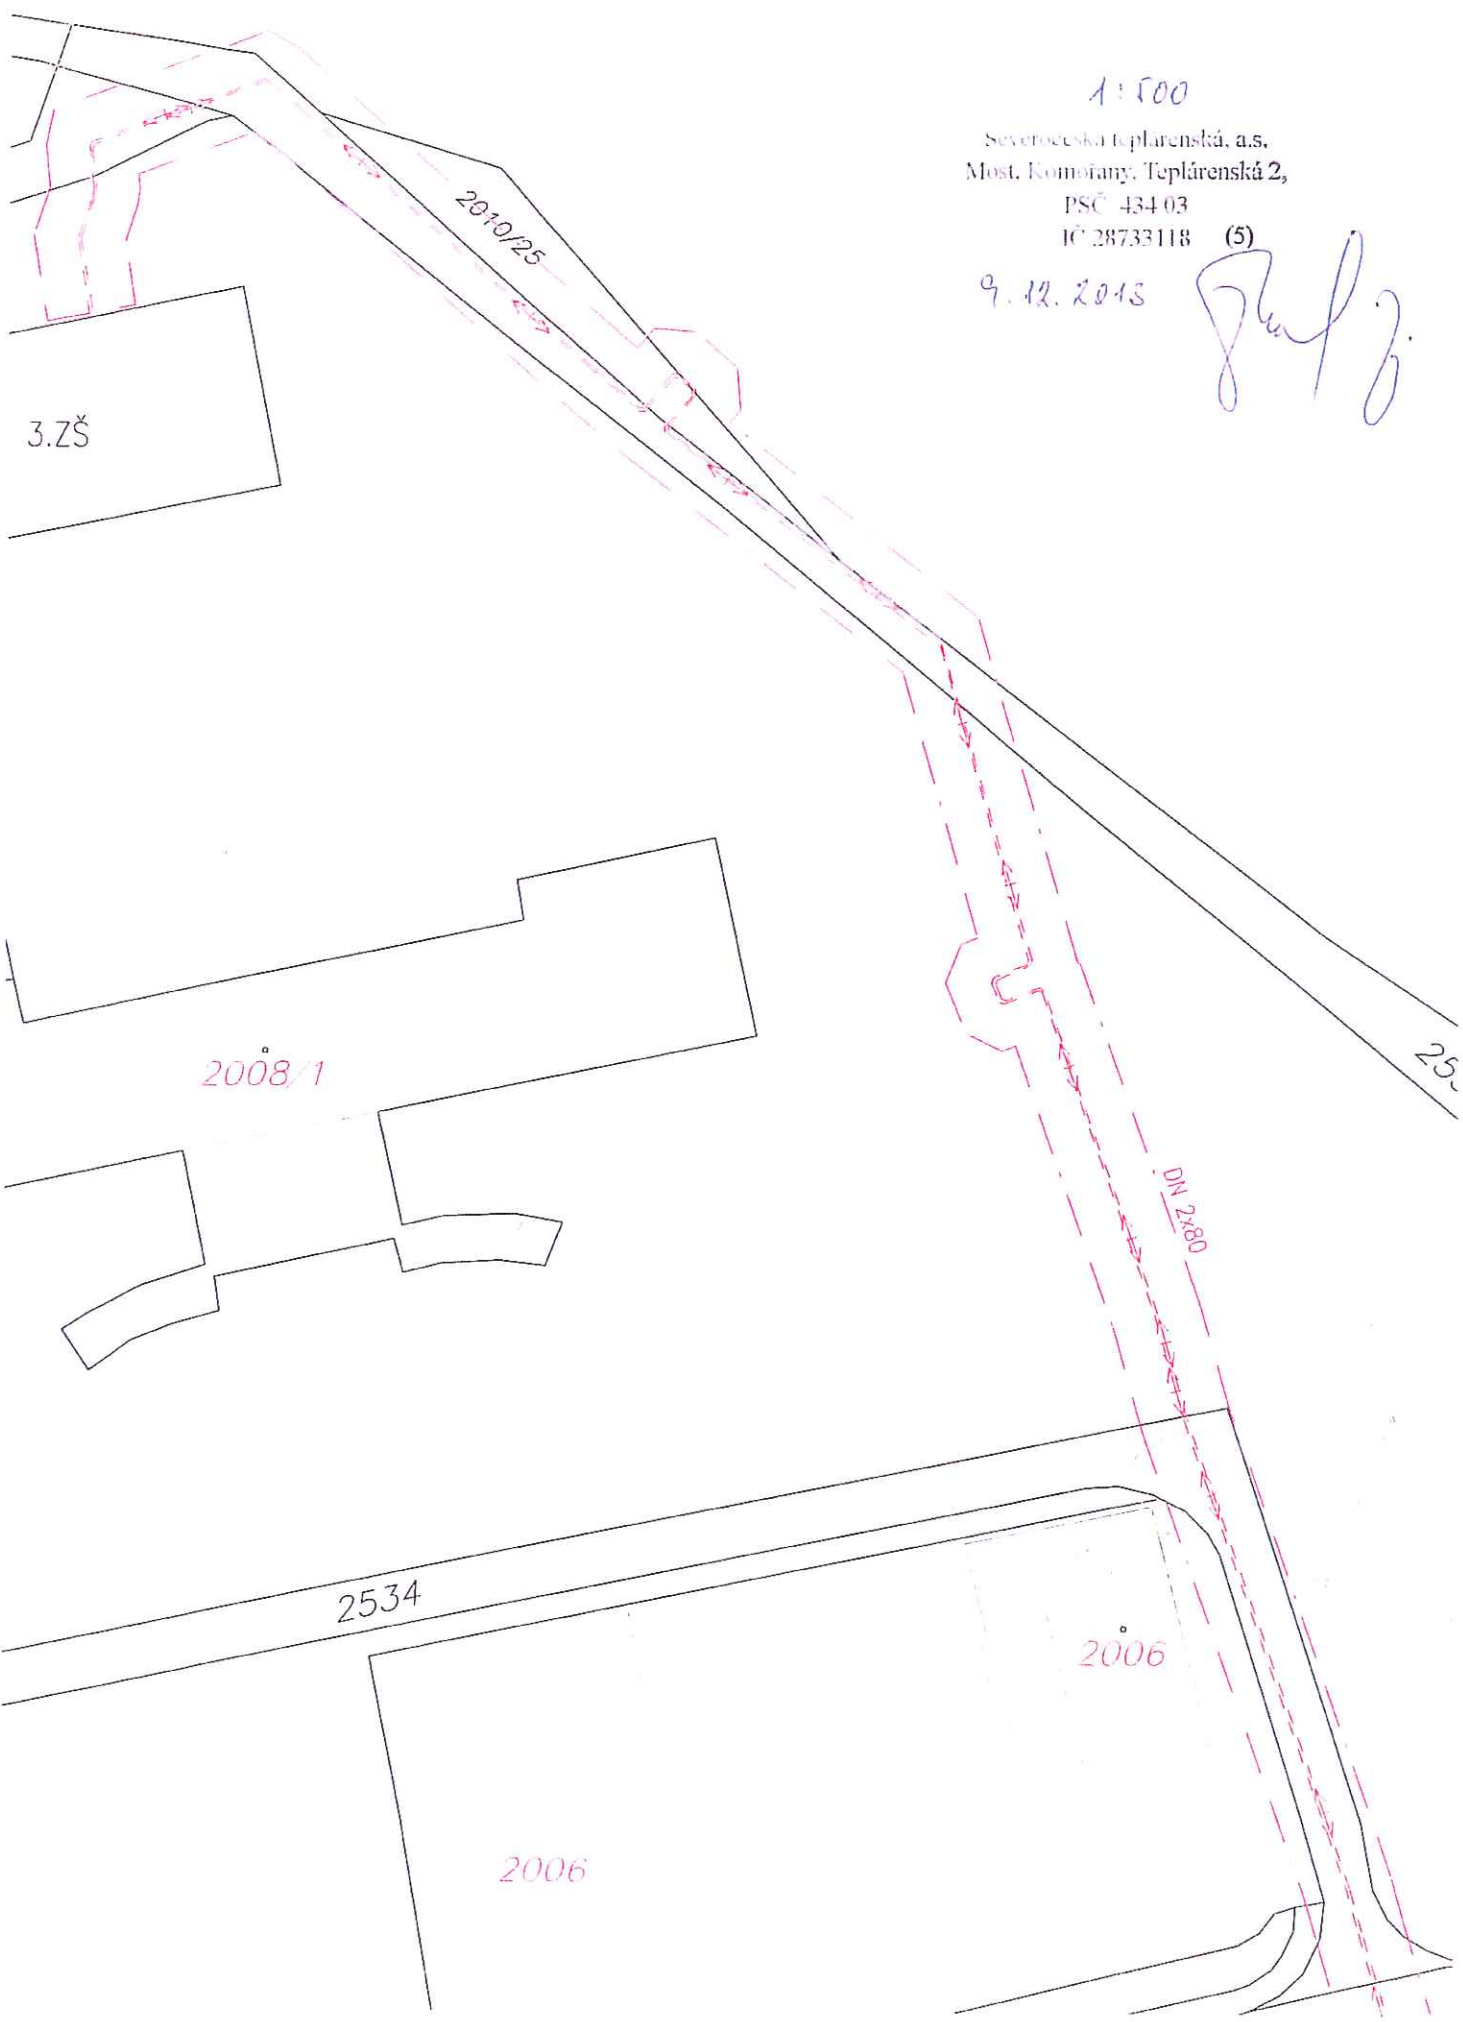 1:500
Severočeská teplárenská, a.s.
Most, Komořany, Teplárenská 2,
PSČ 434 03
IČ 28733118 (5)
9.12.2013
2010/25
3.ZŠ
2008/1
DN 2x80
2534
2006
2006